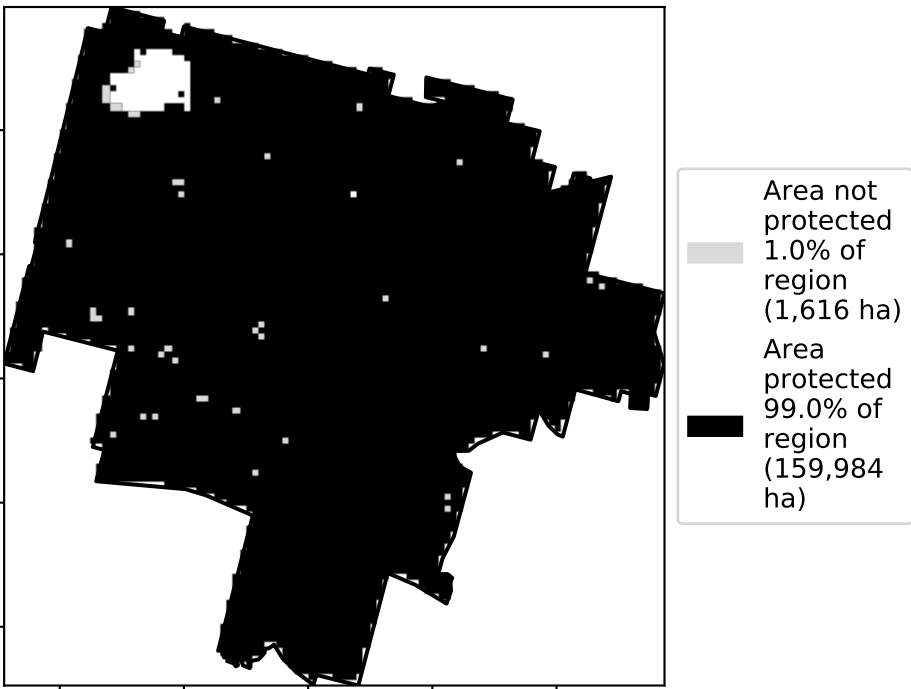 Area not
protected
1.0% of
region
(1,616 ha)
Area
protected
99.0% of
region
(159,984
ha)